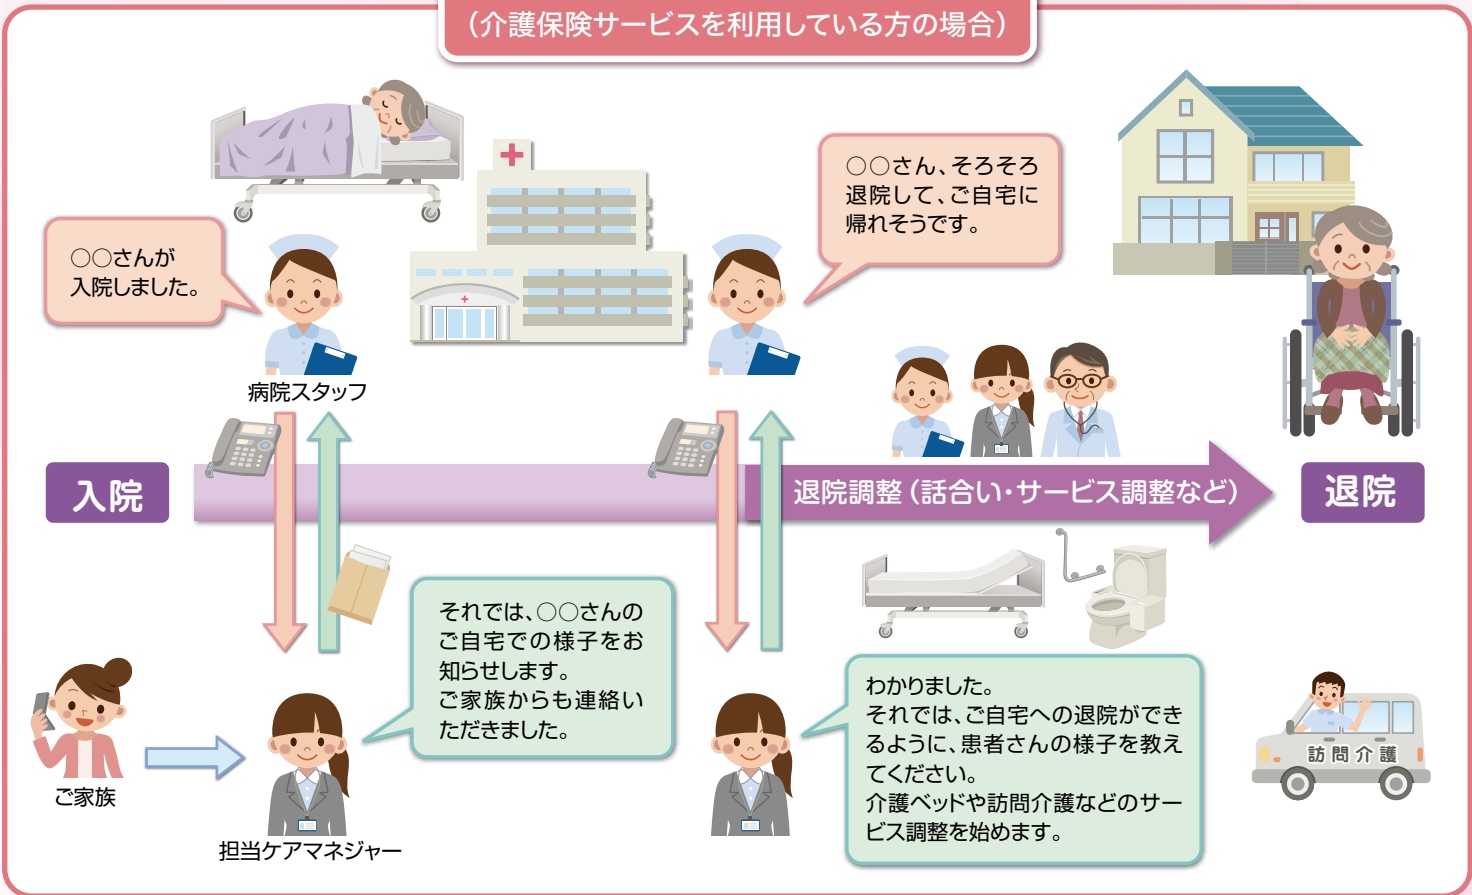 (介護保険サービスを利用している方の場合)
○○さん、そろそろ
退院して、ご自宅に
帰れそうです。
○○さんが
入院しました。
病院スタッフ
入院
退院調整(話合い・サービス調整など)
退院
それでは、○○さんの
ご自宅での様子をお
知らせします。
ご家族からも連絡い
ただきました。
わかりました。
それでは、ご自宅への退院ができ
るように、患者さんの様子を教え
てください。
介護ベッドや訪問介護などのサー
ビス調整を始めます。
訪問介護
ご家族
担当ケアマネジャー